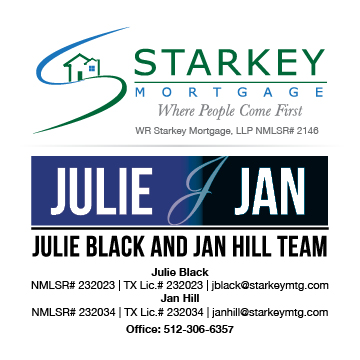 STARKEY
MORTGAGE
Where People Come First
WR Starkey Mortgage, LLP NMLSR# 2146
JULIE J JAN
JULIE BLACK AND JAN HILL TEAM
Julie Black
NMLSR# 232023 | TX Lic.# 232023 | jblack@starkeymtg.com
Jan Hill
NMLSR# 232034 | TX Lic.# 232034 | janhill@starkeymtg.com
Office: 512-306-6357